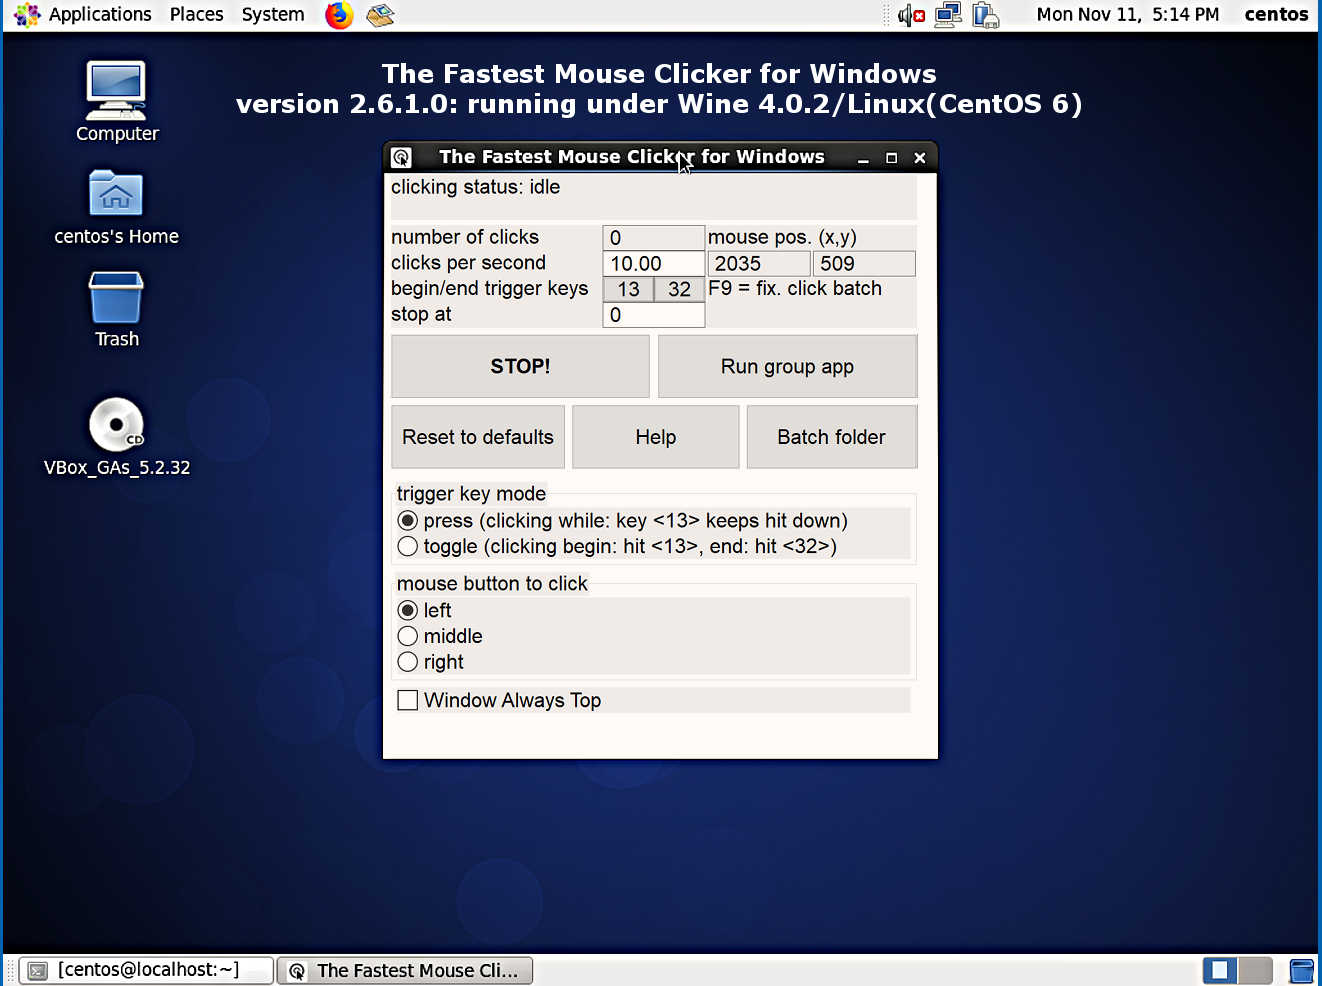 Applications Places System Mon Nov 11, 5:14 PM centos
The Fastest Mouse Clicker for Windows
version 2.6.1.0: running under Wine 4.0.2/Linux(CentOS 6)
Computer
centos's Home
Trash
CD
VBox_GAs_5.2.32
The Fastest Mouse Clicker for Windows
clicking status: idle
number of clicks 0 mouse pos. (x,y)
clicks per second 10.00 2035 509
begin/end trigger keys 13 32 F9 = fix. click batch
stop at 0
STOP! Run group app
Reset to defaults Help Batch folder
trigger key mode
press (clicking while: key <13> keeps hit down)
toggle (clicking begin: hit <13>, end: hit <32>)
mouse button to click
left
middle
right
Window Always Top
[centos@localhost:~] The Fastest Mouse Cli...